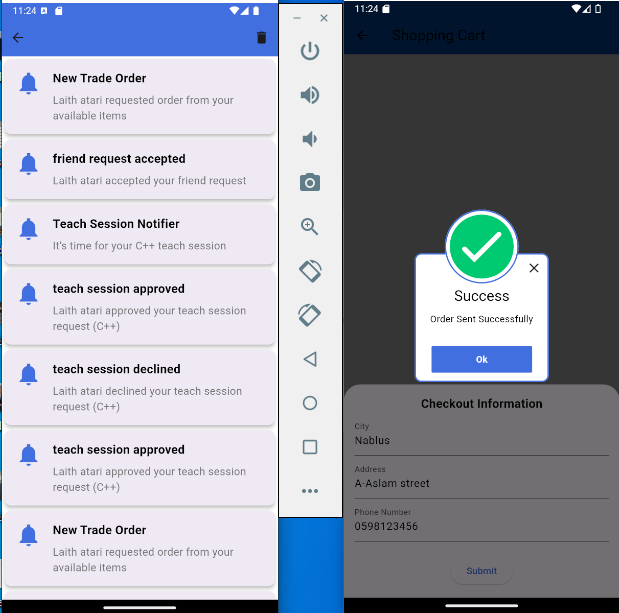 11:24
New Trade Order
Laith atari requested order from your
available items
friend request accepted
Laith atari accepted your friend request
Teach Session Notifier
It's time for your C++ teach session
teach session approved
Laith atari approved your teach session
request (C++)
teach session declined
Laith atari declined your teach session
request (C++)
teach session approved
Laith atari approved your teach session
request (C++)
New Trade Order
Laith atari requested order from your
available items
11:24
Shopping Cart
Success
Order Sent Successfully
Ok
Checkout Information
City
Nablus
Address
A-Aslam street
Phone Number
0598123456
Submit